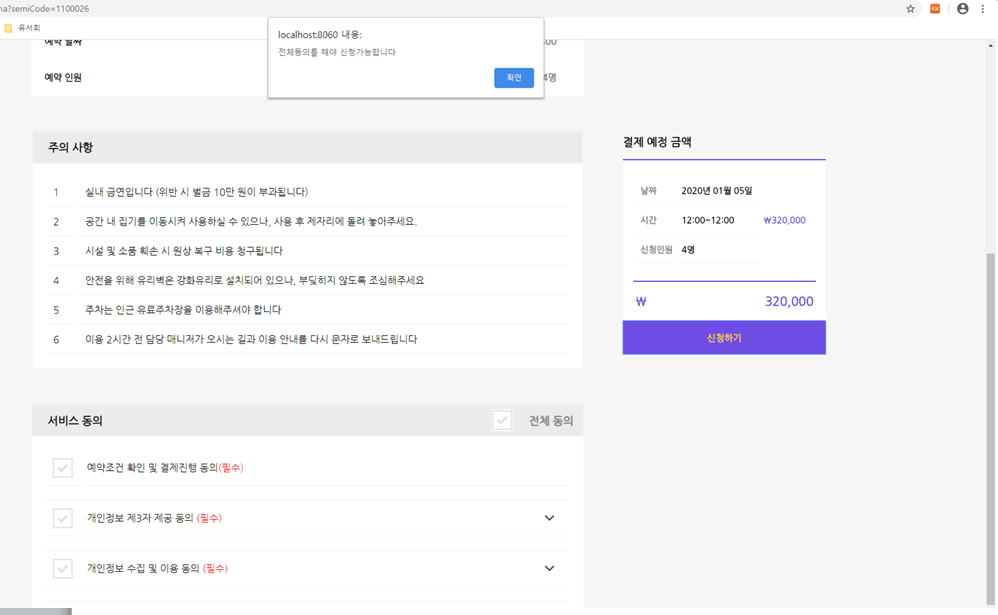 na?semiCode=1100026
유서회
localhost:8060 내용:
전체동의를 해야 신청가능합니다
확인
예약 날짜
예약 인원
4명
주의 사항
1 실내 금연입니다 (위반 시 벌금 10만 원이 부과됩니다)
2 공간 내 집기를 이동시켜 사용하실 수 있으나, 사용 후 제자리에 돌려 놓아주세요.
3 시설 및 소품 훼손 시 원상 복구 비용 청구됩니다
4 안전을 위해 유리벽은 강화유리로 설치되어 있으나, 부딪히지 않도록 조심해주세요
5 주차는 인근 유료주차장을 이용해주셔야 합니다
6 이용 2시간 전 담당 매니저가 오시는 길과 이용 안내를 다시 문자로 보내드립니다
결제 예정 금액
날짜 2020년 01월 05일
시간 12:00~12:00 ₩320,000
신청인원 4명
₩ 320,000
신청하기
서비스 동의
전체 동의
예약조건 확인 및 결제진행 동의(필수)
개인정보 제3자 제공 동의 (필수)
개인정보 수집 및 이용 동의 (필수)